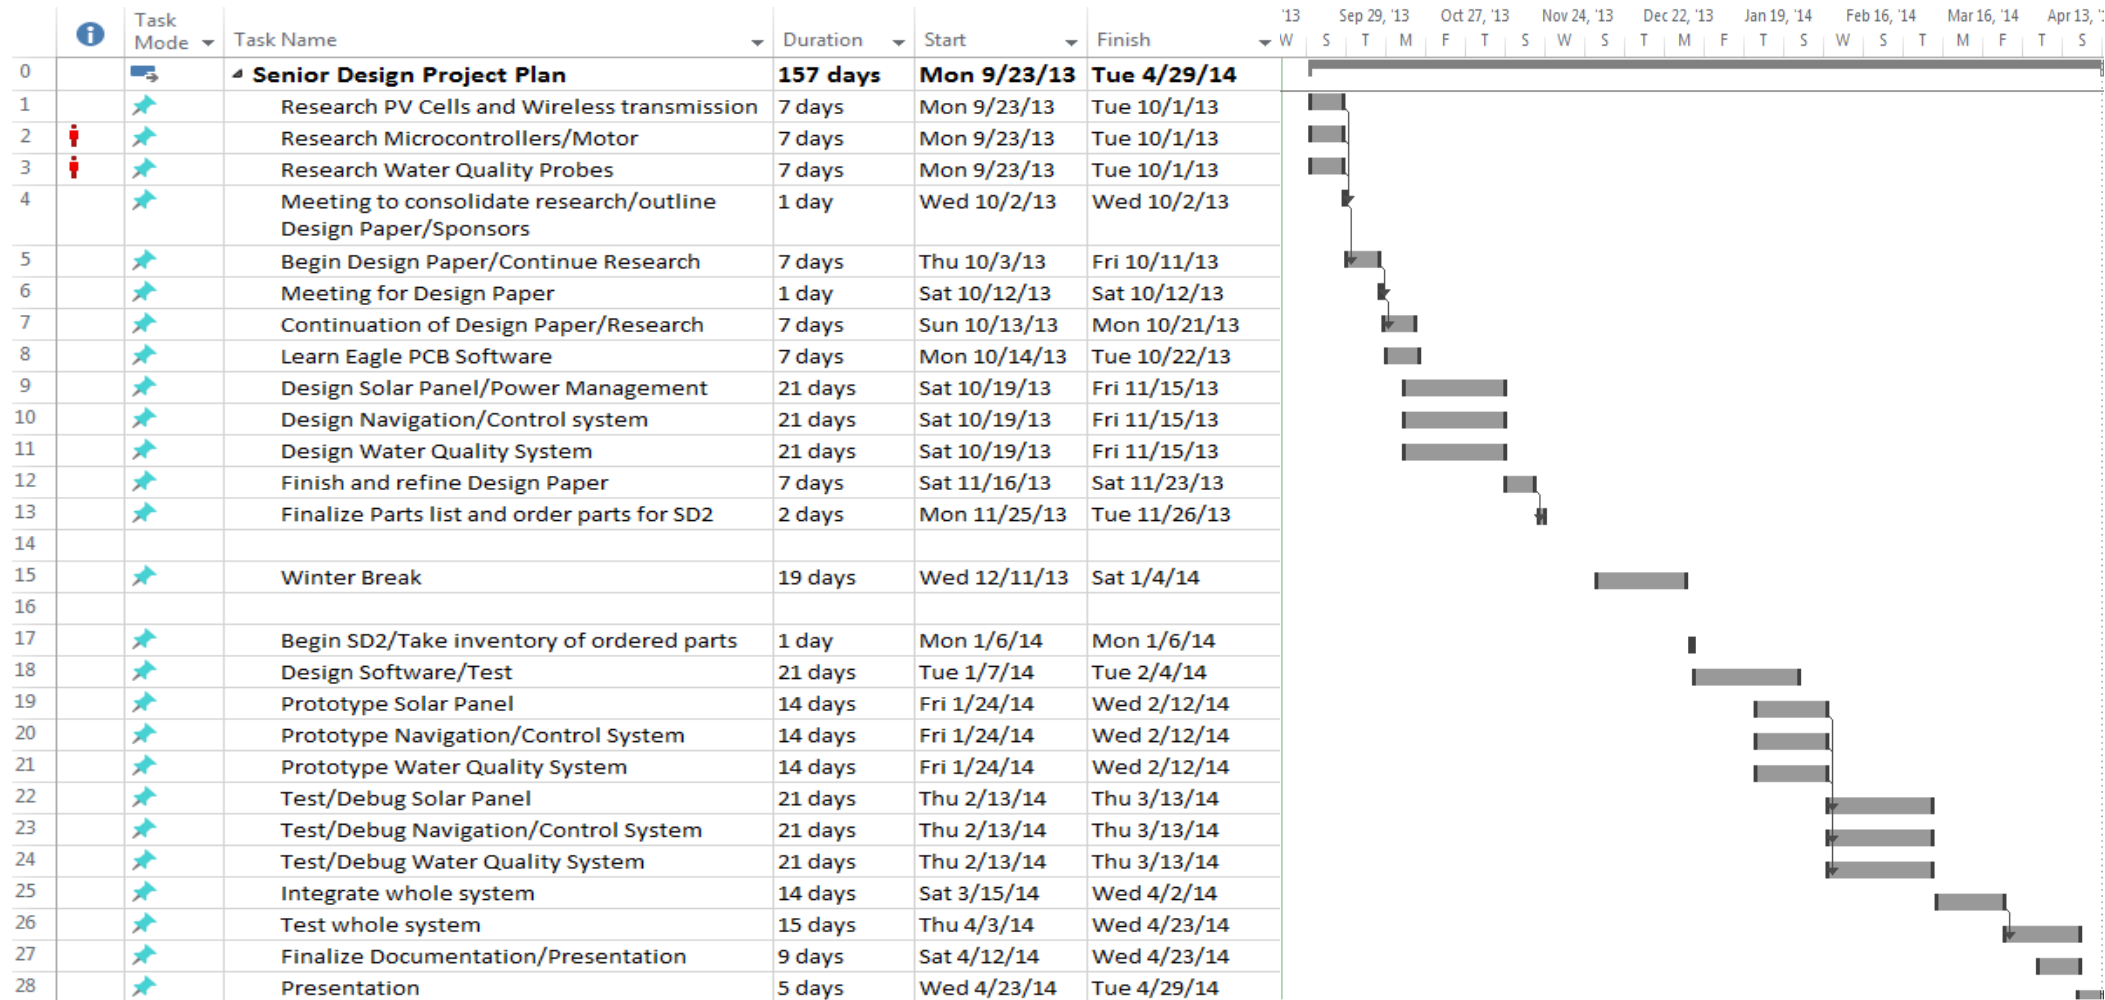 Task Mode Task Name Duration Start Finish
'13 Sep 29, '13 Oct 27, '13 Nov 24, '13 Dec 22, '13 Jan 19, '14 Feb 16, '14 Mar 16, '14 Apr 13,
W S T M F T S W S T M F T S W S T M F S
0 Senior Design Project Plan 157 days Mon 9/23/13 Tue 4/29/14
1 Research PV Cells and Wireless transmission 7 days Mon 9/23/13 Tue 10/1/13
2 Research Microcontrollers/Motor 7 days Mon 9/23/13 Tue 10/1/13
3 Research Water Quality Probes 7 days Mon 9/23/13 Tue 10/1/13
4 Meeting to consolidate research/outline 1 day Wed 10/2/13 Wed 10/2/13
Design Paper/Sponsors
5 Begin Design Paper/Continue Research 7 days Thu 10/3/13 Fri 10/11/13
6 Meeting for Design Paper 1 day Sat 10/12/13 Sat 10/12/13
7 Continuation of Design Paper/Research 7 days Sun 10/13/13 Mon 10/21/13
8 Learn Eagle PCB Software 7 days Mon 10/14/13 Tue 10/22/13
9 Design Solar Panel/Power Management 21 days Sat 10/19/13 Fri 11/15/13
10 Design Navigation/Control system 21 days Sat 10/19/13 Fri 11/15/13
11 Design Water Quality System 21 days Sat 10/19/13 Fri 11/15/13
12 Finish and refine Design Paper 7 days Sat 11/16/13 Sat 11/23/13
13 Finalize Parts list and order parts for SD2 2 days Mon 11/25/13 Tue 11/26/13
14
15 Winter Break 19 days Wed 12/11/13 Sat 1/4/14
16
17 Begin SD2/Take inventory of ordered parts 1 day Mon 1/6/14 Mon 1/6/14
18 Design Software/Test 21 days Tue 1/7/14 Tue 2/4/14
19 Prototype Solar Panel 14 days Fri 1/24/14 Wed 2/12/14
20 Prototype Navigation/Control System 14 days Fri 1/24/14 Wed 2/12/14
21 Prototype Water Quality System 14 days Fri 1/24/14 Wed 2/12/14
22 Test/Debug Solar Panel 21 days Thu 2/13/14 Thu 3/13/14
23 Test/Debug Navigation/Control System 21 days Thu 2/13/14 Thu 3/13/14
24 Test/Debug Water Quality System 21 days Thu 2/13/14 Thu 3/13/14
25 Integrate whole system 14 days Sat 3/15/14 Wed 4/2/14
26 Test whole system 15 days Thu 4/3/14 Wed 4/23/14
27 Finalize Documentation/Presentation 9 days Sat 4/12/14 Wed 4/23/14
28 Presentation 5 days Wed 4/23/14 Tue 4/29/14